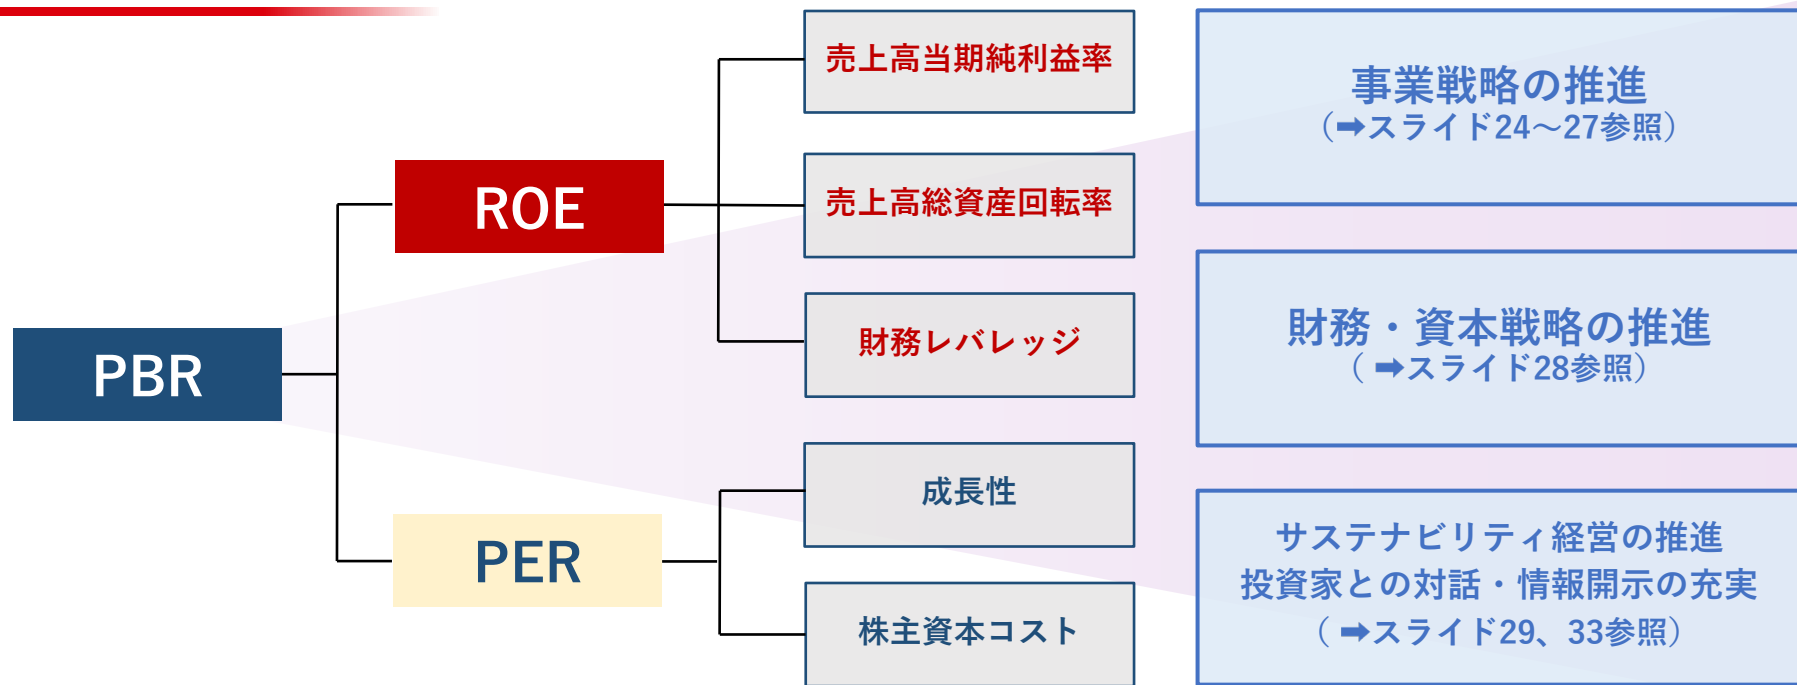 PBR
ROE
PER
売上高当期純利益率
売上高総資産回転率
財務レバレッジ
成長性
株主資本コスト
事業戦略の推進
（➡スライド24～27参照）
財務・資本戦略の推進
（ ➡スライド28参照）
サステナビリティ経営の推進
投資家との対話・情報開示の充実
（ ➡スライド29、33参照）